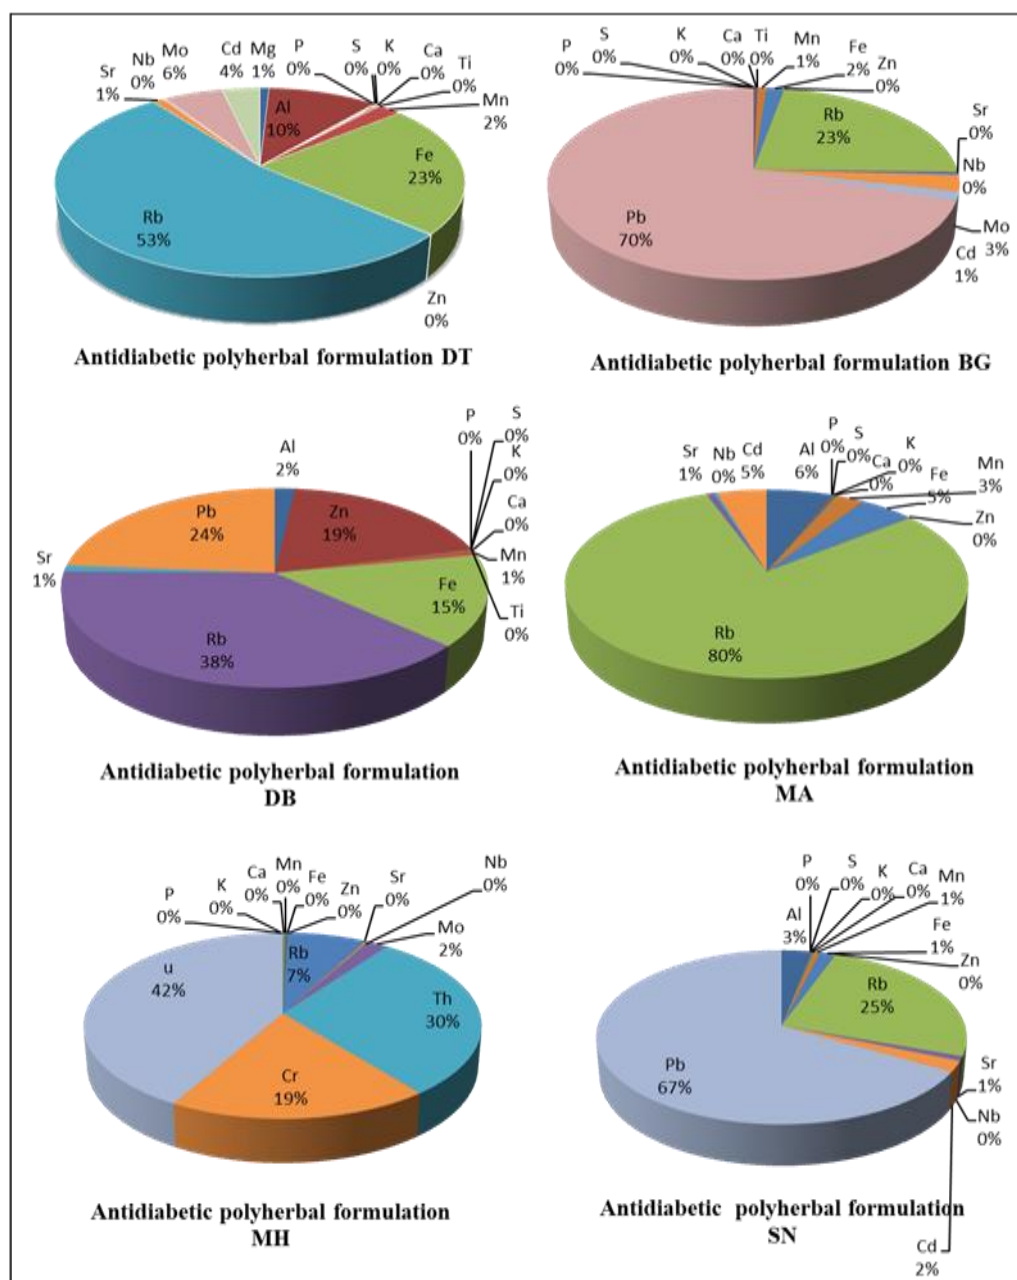 Mg
1%
Al
10%
P
0%
S
0%
K
0%
Ca
0%
Ti
0%
Mn
2%
Fe
23%
Zn
0%
Rb
53%
Sr
1%
Nb
0%
Mo
6%
Cd
4%
Antidiabetic polyherbal formulation DT
P
0%
S
0%
K
0%
Ca
0%
Ti
0%
Mn
1%
Fe
2%
Zn
0%
Rb
23%
Sr
0%
Nb
0%
Mo
3%
Cd
1%
Pb
70%
Antidiabetic polyherbal formulation BG
Al
2%
Zn
19%
P
0%
S
0%
K
0%
Ca
0%
Mn
1%
Ti
0%
Fe
15%
Rb
38%
Sr
1%
Pb
24%
Antidiabetic polyherbal formulation
DB
Al
6%
P
0%
S
0%
Ca
0%
K
0%
Fe
5%
Mn
3%
Zn
0%
Rb
80%
Sr
1%
Nb
0%
Cd
5%
Antidiabetic polyherbal formulation
MA
P
0%
K
0%
Ca
0%
Mn
0%
Fe
0%
Zn
0%
Rb
7%
Sr
0%
Nb
0%
Mo
2%
Th
30%
Cr
19%
u
42%
Antidiabetic polyherbal formulation
MH
Al
3%
P
0%
S
0%
K
0%
Ca
0%
Mn
1%
Fe
1%
Zn
0%
Rb
25%
Sr
1%
Nb
0%
Cd
2%
Pb
67%
Antidiabetic polyherbal formulation
SN